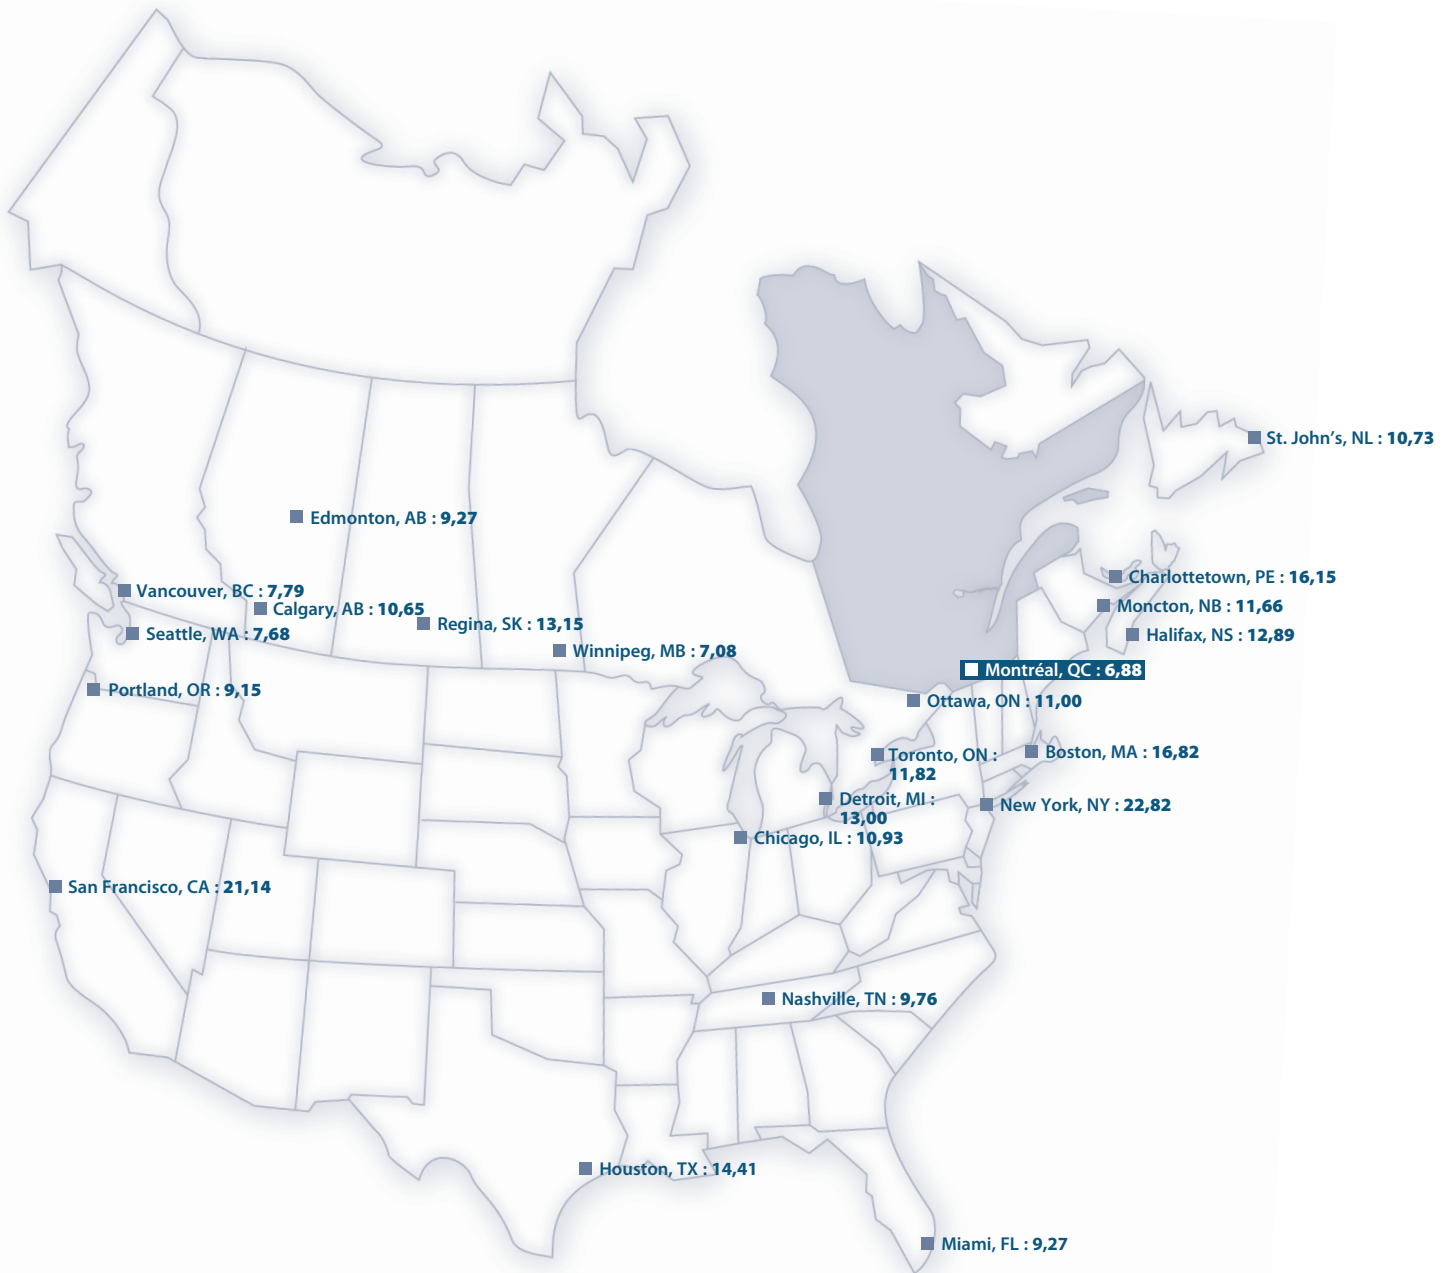 St. John’s, NL : 10,73
Edmonton, AB : 9,27
Charlottetown, PE : 16,15
Vancouver, BC : 7,79
Moncton, NB : 11,66
Calgary, AB : 10,65
Regina, SK : 13,15
Seattle, WA : 7,68
Halifax, NS : 12,89
Winnipeg, MB : 7,08
Montréal, QC : 6,88
Portland, OR : 9,15
Ottawa, ON : 11,00
Boston, MA : 16,82
Toronto, ON :
11,82
Detroit, MI :
13,00
New York, NY : 22,82
Chicago, IL : 10,93
San Francisco, CA : 21,14
Nashville, TN : 9,76
Houston, TX : 14,41
Miami, FL : 9,27